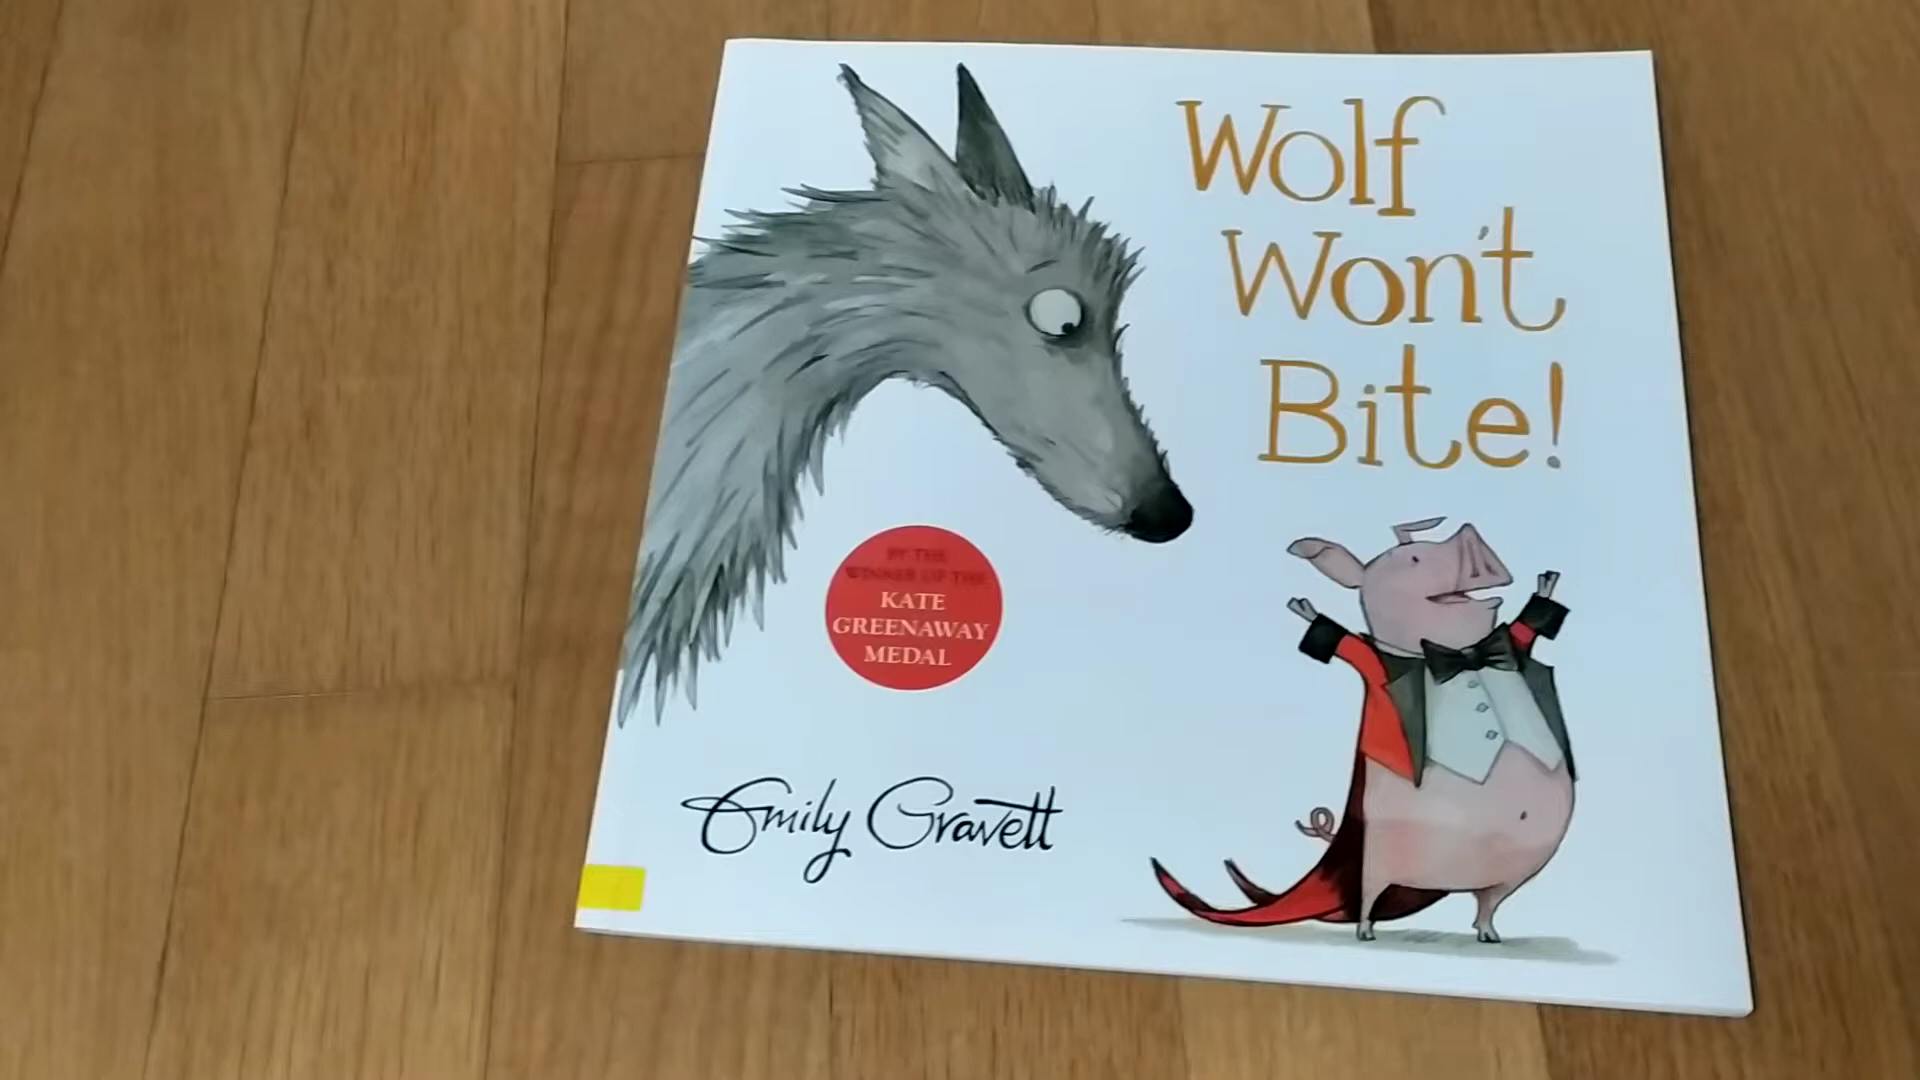 Wolf
Won't
Bite!
BY THE
WINNER OF THE
KATE
GREENAWAY
MEDAL
Emily Gravett